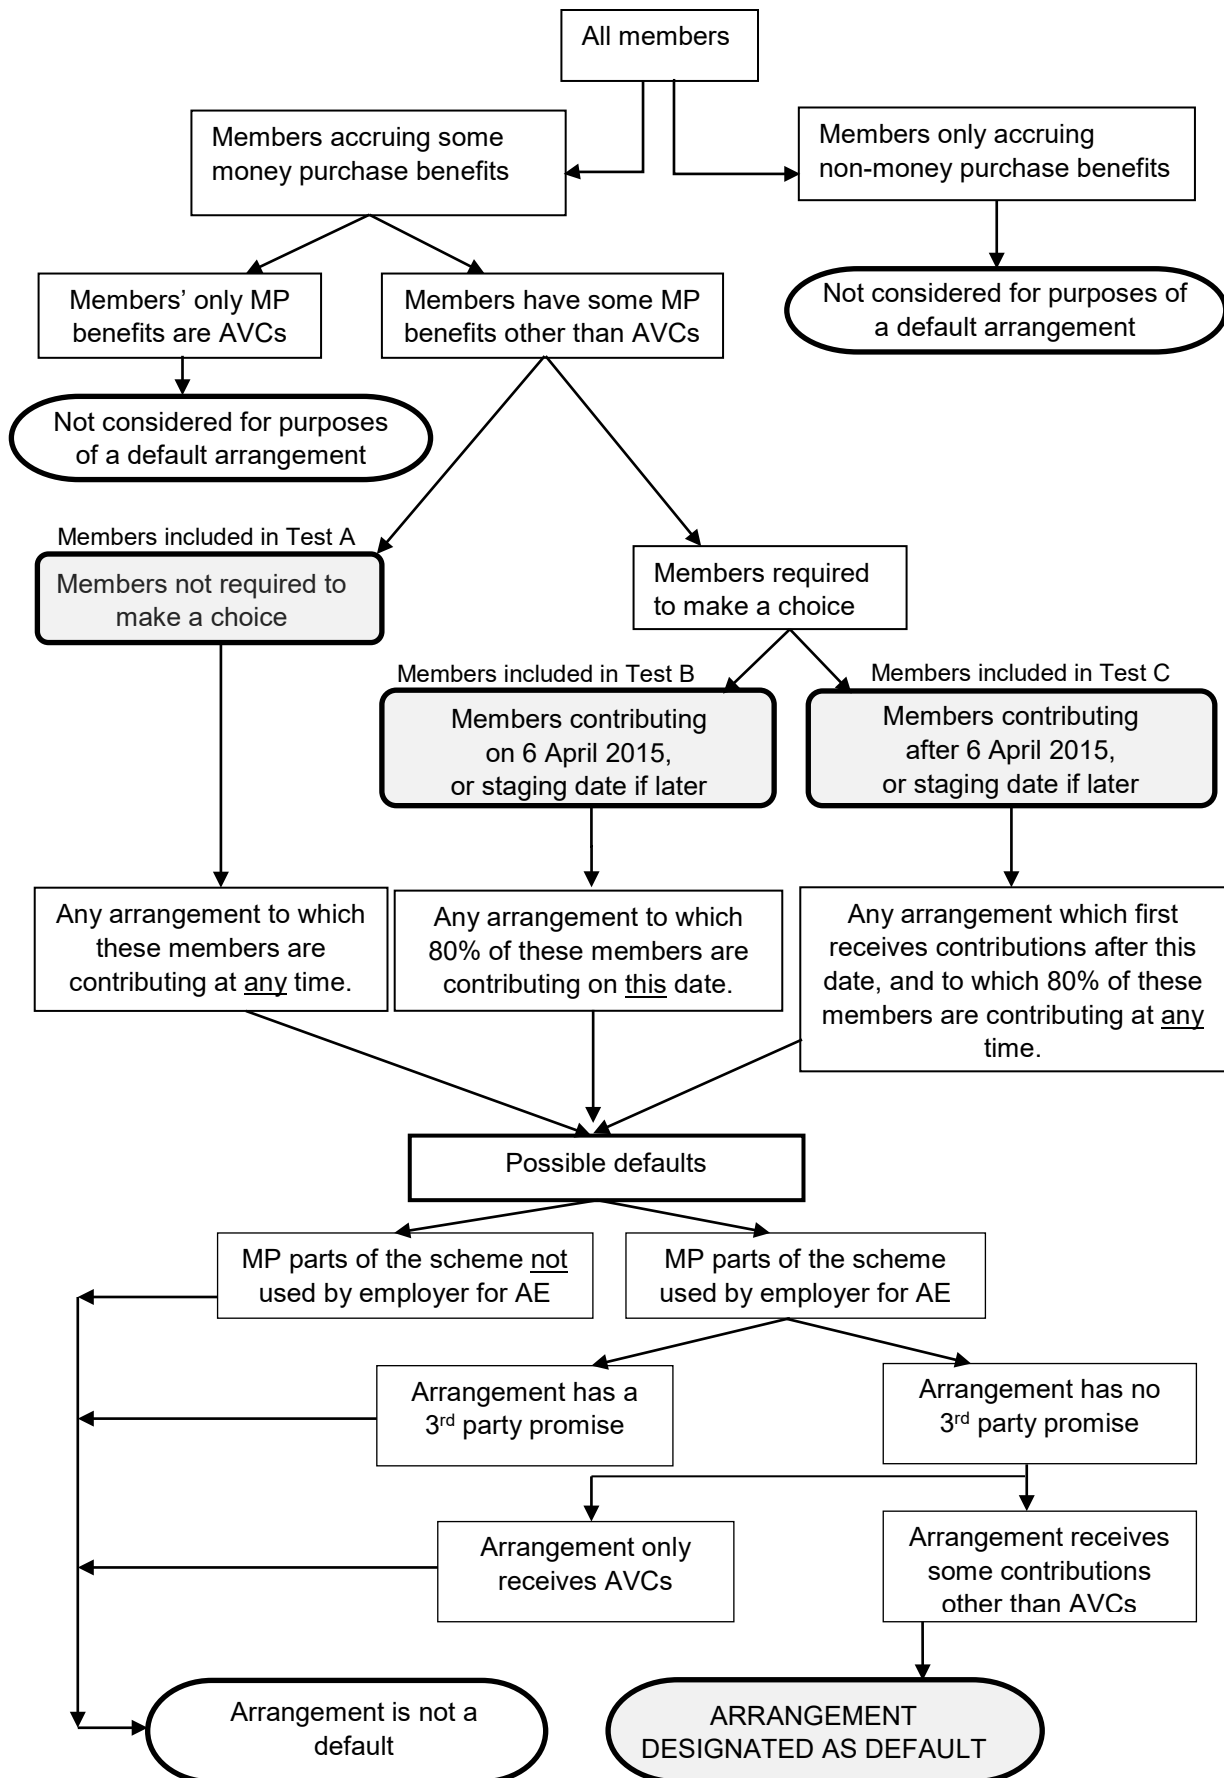 All members
Members accruing some
money purchase benefits
Members only accruing
non-money purchase benefits
Members’ only MP
benefits are AVCs
Members have some MP
benefits other than AVCs
Not considered for purposes of
a default arrangement
Not considered for purposes
of a default arrangement
Members included in Test A
Members not required to
make a choice
Members required
to make a choice
Members included in Test B
Members contributing
on 6 April 2015,
or staging date if later
Members included in Test C
Members contributing
after 6 April 2015,
or staging date if later
Any arrangement to which
these members are
contributing at any time.
Any arrangement to which
80% of these members are
contributing on this date.
Any arrangement which first
receives contributions after this
date, and to which 80% of these
members are contributing at any
time.
Possible defaults
MP parts of the scheme not
used by employer for AE
MP parts of the scheme
used by employer for AE
Arrangement has a
3rd party promise
Arrangement has no
3rd party promise
Arrangement only
receives AVCs
Arrangement receives
some contributions
other than AVCs
Arrangement is not a
default
ARRANGEMENT
DESIGNATED AS DEFAULT